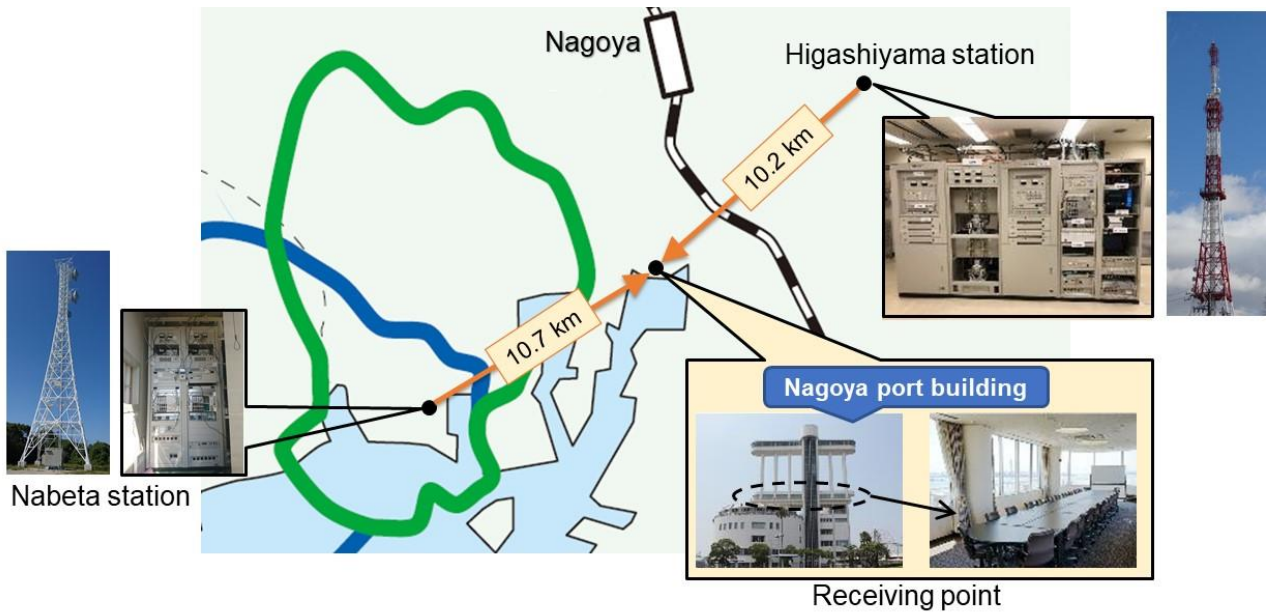 Nagoya
Higashiyama station
10.2 km
10.7 km
Nagoya port building
Nabeta station
Receiving point